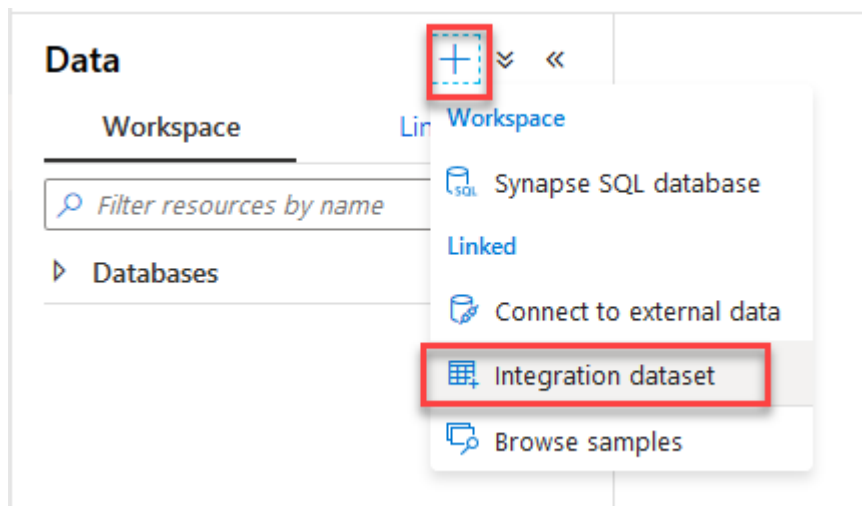 Data
Workspace
Workspace
SQL Synapse SQL database
Filter resources by name
Linked
Databases
Connect to external data
Integration dataset
Browse samples